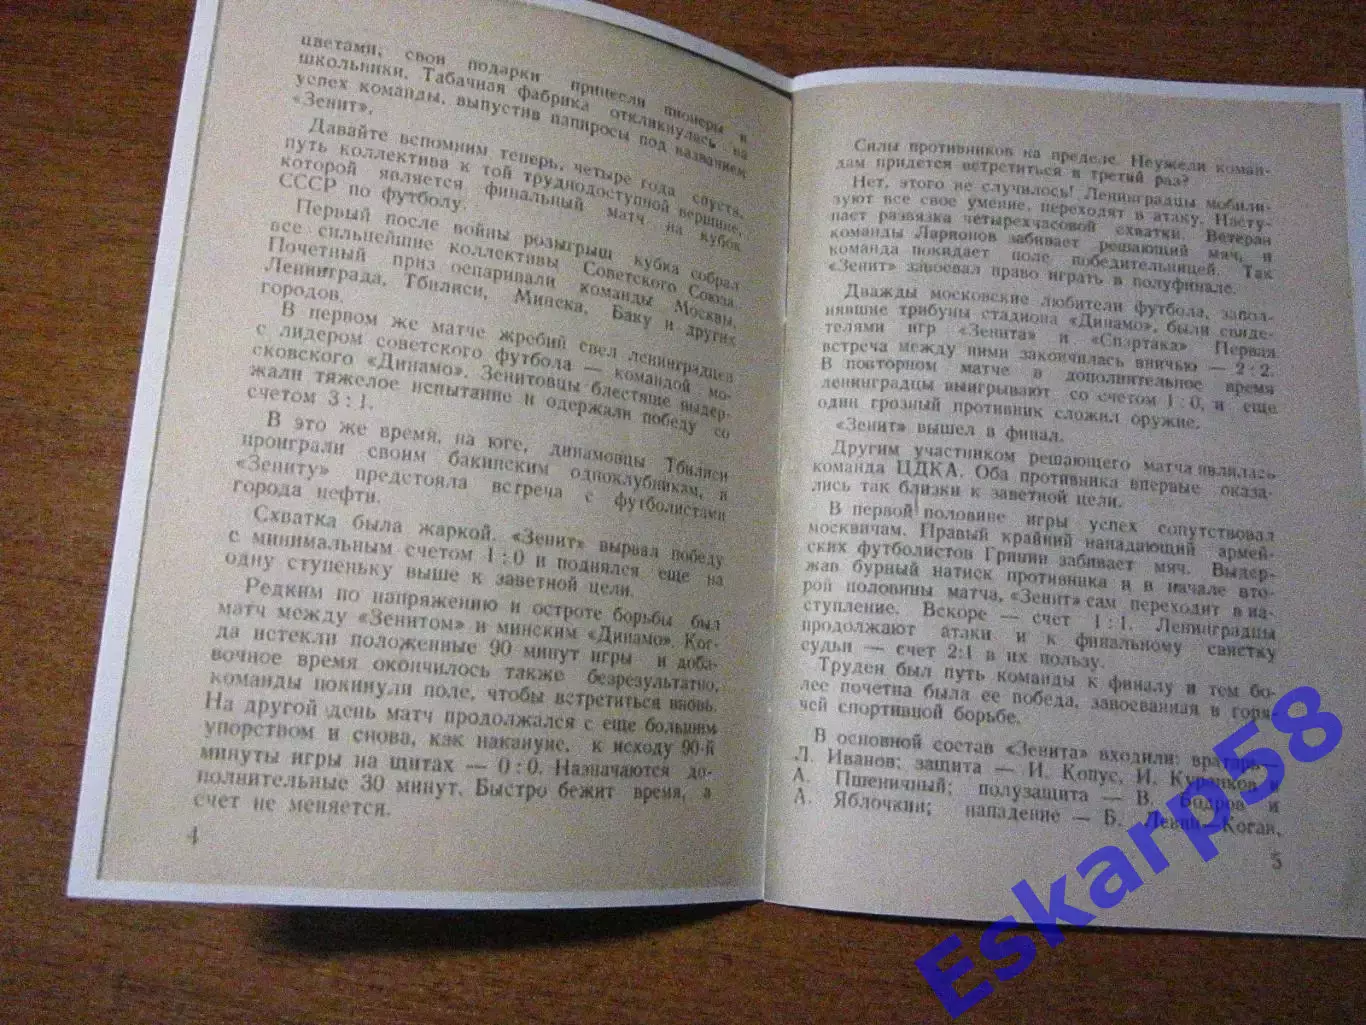 цветами, свои подарки принесли пионеры и
школьники. Табачная фабрика откликнулась на
успех команды, выпустив папиросы под названием
«Зенит».
Давайте вспомним теперь, четыре года спустя,
путь коллектива к той труднодоступной вершине,
которой является финальный матч на кубок
СССР по футболу.
Первый после войны розыгрыш кубка собрал
все сильнейшие коллективы Советского Союза.
Почетный приз оспаривали команды Москвы,
Ленинграда, Тбилиси, Минска, Баку и других
городов.
В первом же матче жребий свел ленинградцев
с лидером советского футбола — командой мо-
сковского «Динамо». Зенитовцы блестяще выдер-
жали тяжелое испытание и одержали победу со
счетом 3 : 1.
В это же время, на юге, динамовцы Тбилиси
проиграли своим бакинским одноклубникам, и
«Зениту» предстояла встреча с футболистами
города нефти.
Схватка была жаркой. «Зенит» вырвал победу
с минимальным счетом 1 : 0 и поднялся еще на
одну ступеньку выше к заветной цели.
Редким по напряжению и остроте борьбы был
матч между «Зенитом» и минским «Динамо». Ког-
да истекли положенные 90 минут игры и доба-
вочное время окончилось также безрезультатно,
команды покинули поле, чтобы встретиться вновь.
На другой день матч продолжался с еще большим
упорством и снова, как накануне, к исходу 90-й
минуты игры на щитах — 0 : 0. Назначаются до-
полнительные 30 минут. Быстро бежит время, а
счет не меняется.
4
Силы противников на пределе. Неужели коман-
дам придется встретиться в третий раз?
Нет, этого не случилось! Ленинградцы мобили-
зуют все свое умение, переходят в атаку. Насту-
пает развязка четырехчасовой схватки. Ветеран
команды Ларионов забивает решающий мяч, и
команда покидает поле победительницей. Так
«Зенит» завоевал право играть в полуфинале.
Дважды московские любители футбола, запол-
нявшие трибуны стадиона «Динамо», были свиде-
телями игр «Зенита» и «Спартака» Первая
встреча между ними закончилась вничью — 2 : 2.
В повторном матче в дополнительное время
ленинградцы выигрывают со счетом 1 : 0, и еще
один грозный противник сложил оружие.
«Зенит» вышел в финал.
Другим участником решающего матча являлась
команда ЦДКА. Оба противника впервые оказа-
лись так близки к заветной цели.
В первой половине игры успех сопутствовал
москвичам. Правый крайний нападающий армей-
ских футболистов Гринин забивает мяч. Выдер-
жав бурный натиск противника и в начале вто-
рой половины матча, «Зенит» сам переходит в на-
ступление. Вскоре — счет 1 : 1. Ленинградцы
продолжают атаки и к финальному свистку
судьи — счет 2:1 в их пользу.
Труден был путь команды к финалу и тем бо-
лее почетна была ее победа, завоеванная в горя-
чей спортивной борьбе.
В основной состав «Зенита» входили: вратарь—
Л. Иванов; защита — И. Копус, И. Куренков и
А. Пшеничный; полузащита — В. Бодров и
А. Яблочкин; нападение — Б. Левин—Коган,
5
Eskarp58